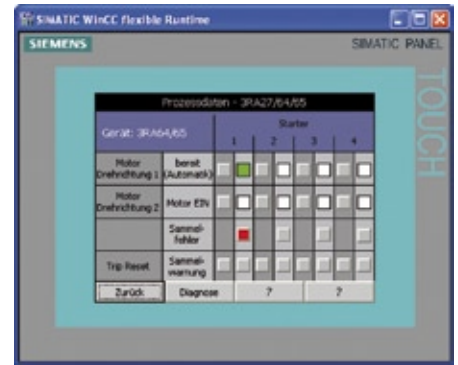 SIMATIC WinCC flexible Runtime
SIEMENS
SIMATIC PANEL
TOUCH
Prozessdaten - 3RA27/64/65
Gerät: 3RA64/65
Starter
1 2 3 4
Motor Drehrichtung 1
bereit (Automatik)
Motor Drehrichtung 2
Motor EIN
Sammel-fehler
Trip Reset
Sammel-warnung
Zurück
Diagnose
?
?